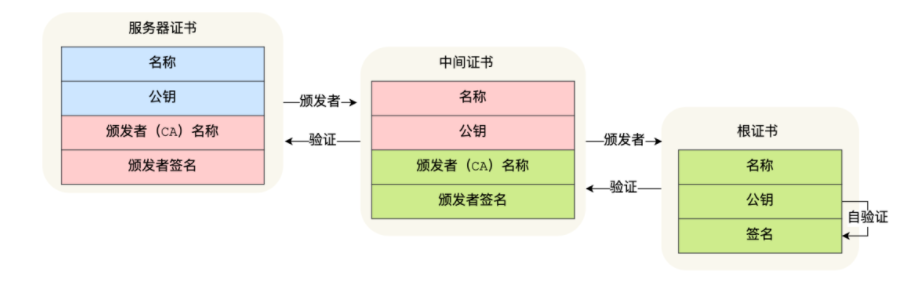 服务器证书
名称
公钥
颁发者（CA）名称
颁发者签名
颁发者
验证
中间证书
名称
公钥
颁发者（CA）名称
颁发者签名
颁发者
验证
根证书
名称
公钥
签名
自验证